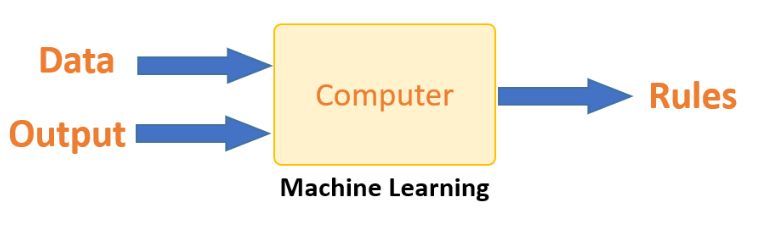 Data
Output
Computer
Rules
Machine Learning